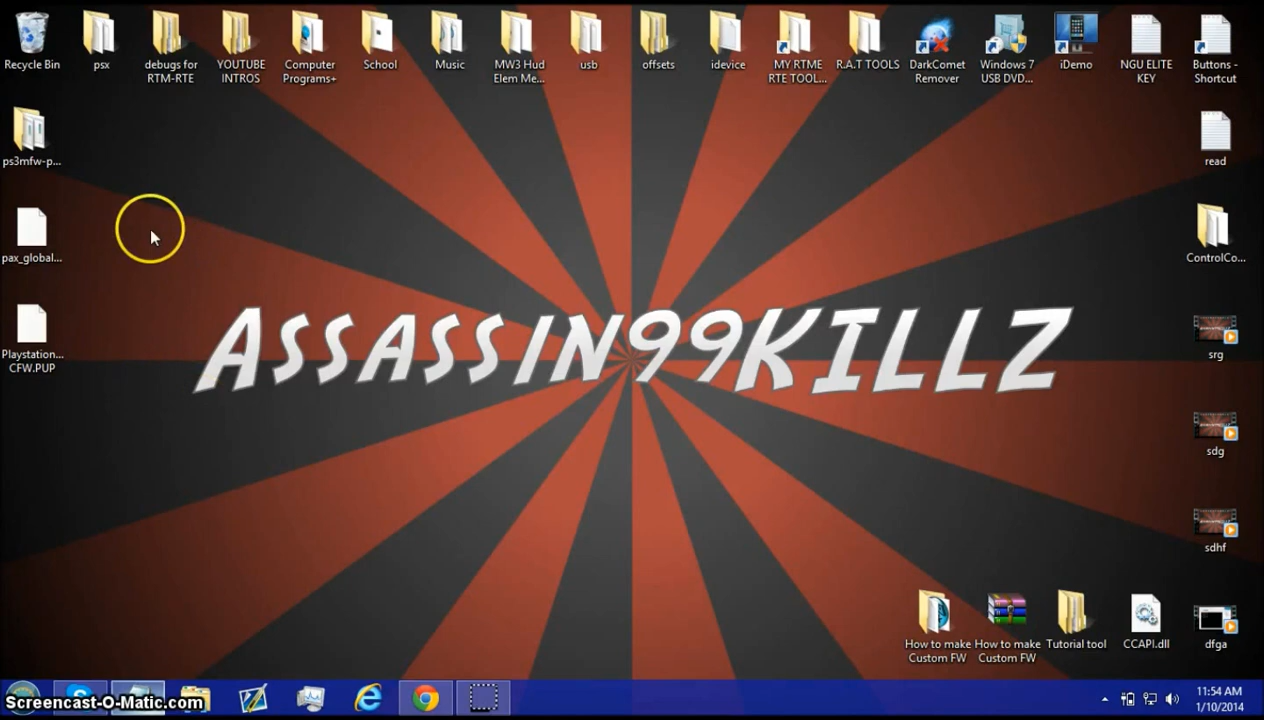 Recycle Bin
psx
debugs for
RTM-RTE
YOUTUBE
INTROS
Computer
Programs+
School
Music
MW3 Hud
Elem Me...
usb
offsets
idevice
MY RTME
RTE TOOL...
R.A.T TOOLS
DarkComet
Remover
Windows 7
USB DVD...
iDemo
NGU ELITE
KEY
Buttons -
Shortcut
ps3mfw-p...
read
pax_global...
ControlCo...
Playstation...
CFW.PUP
srg
ASSASSIN99KILLZ
sdg
sdhf
How to make
Custom FW
How to make
Custom FW
Tutorial tool
CCAPI.dll
dfga
Screencast-O-Matic.com
11:54 AM
1/10/2014